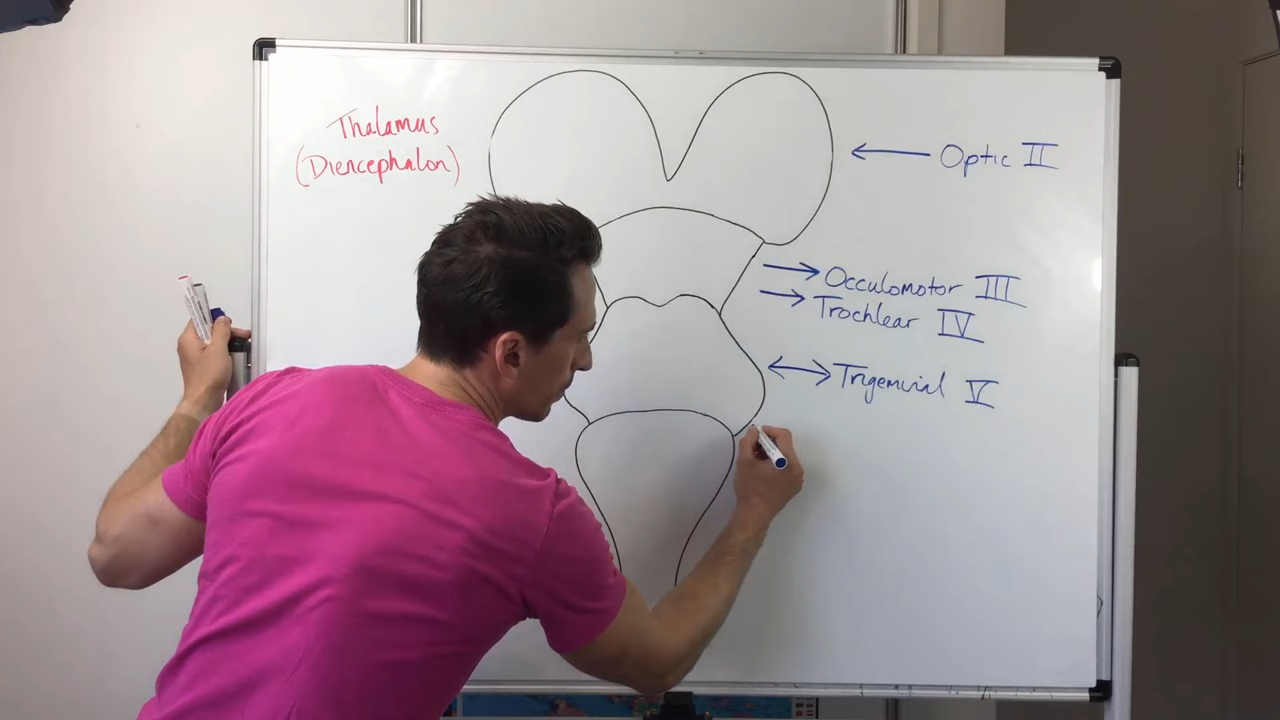 Thalamus
(Diencephalon)
Optic II
Occulomotor III
Trochlear IV
Trigeminal V